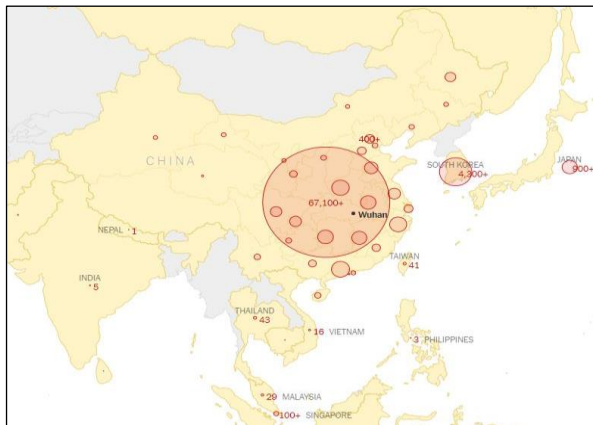 400+
CHINA
SOUTH KOREA
4,300+
JAPAN
900+
67,100+
Wuhan
NEPAL 1
TAIWAN
41
INDIA
5
THAILAND
43
16 VIETNAM
3 PHILIPPINES
29 MALAYSIA
100+ SINGAPORE